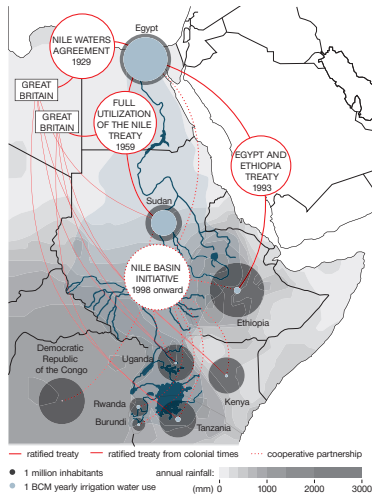 Egypt
NILE WATERS
AGREEMENT
1929
GREAT
BRITAIN
GREAT
BRITAIN
FULL
UTILIZATION
OF THE NILE
TREATY
1959
EGYPT AND
ETHIOPIA
TREATY
1993
Sudan
NILE BASIN
INITIATIVE
1998 onward
Ethiopia
Democratic
Republic
of the Congo
Uganda
Kenya
Rwanda
Burundi
Tanzania
ratified treaty
ratified treaty from colonial times
cooperative partnership
1 million inhabitants
1 BCM yearly irrigation water use
annual rainfall:
(mm) 0 1000 2000 3000